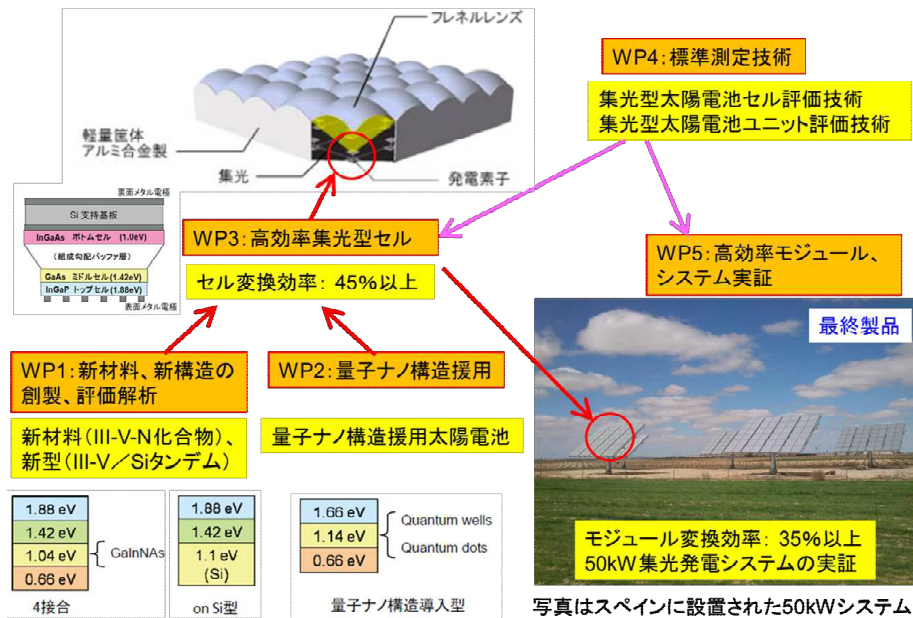 フレネルレンズ
軽量筐体
アルミ合金製
集光
発電素子
WP4：標準測定技術
集光型太陽電池セル評価技術
集光型太陽電池ユニット評価技術
裏面メタル電極
Si 支持基板
InGaAs ボトムセル (1.0eV)
(組成勾配バッファ層)
GaAs ミドルセル(1.42eV)
InGaP トップセル(1.88eV)
表面メタル電極
WP3：高効率集光型セル
セル変換効率： 45％以上
WP5：高効率モジュール、
システム実証
最終製品
WP1：新材料、新構造の
創製、評価解析
新材料(III-V-N化合物)、
新型(III-V／Siタンデム)
WP2：量子ナノ構造援用
量子ナノ構造援用太陽電池
1.88 eV
1.42 eV
1.04 eV
0.66 eV
GaInNAs
4接合
1.88 eV
1.42 eV
1.1 eV
(Si)
on Si型
1.66 eV
1.14 eV
0.66 eV
Quantum wells
Quantum dots
量子ナノ構造導入型
モジュール変換効率： 35％以上
50kW集光発電システムの実証
写真はスペインに設置された50kWシステム